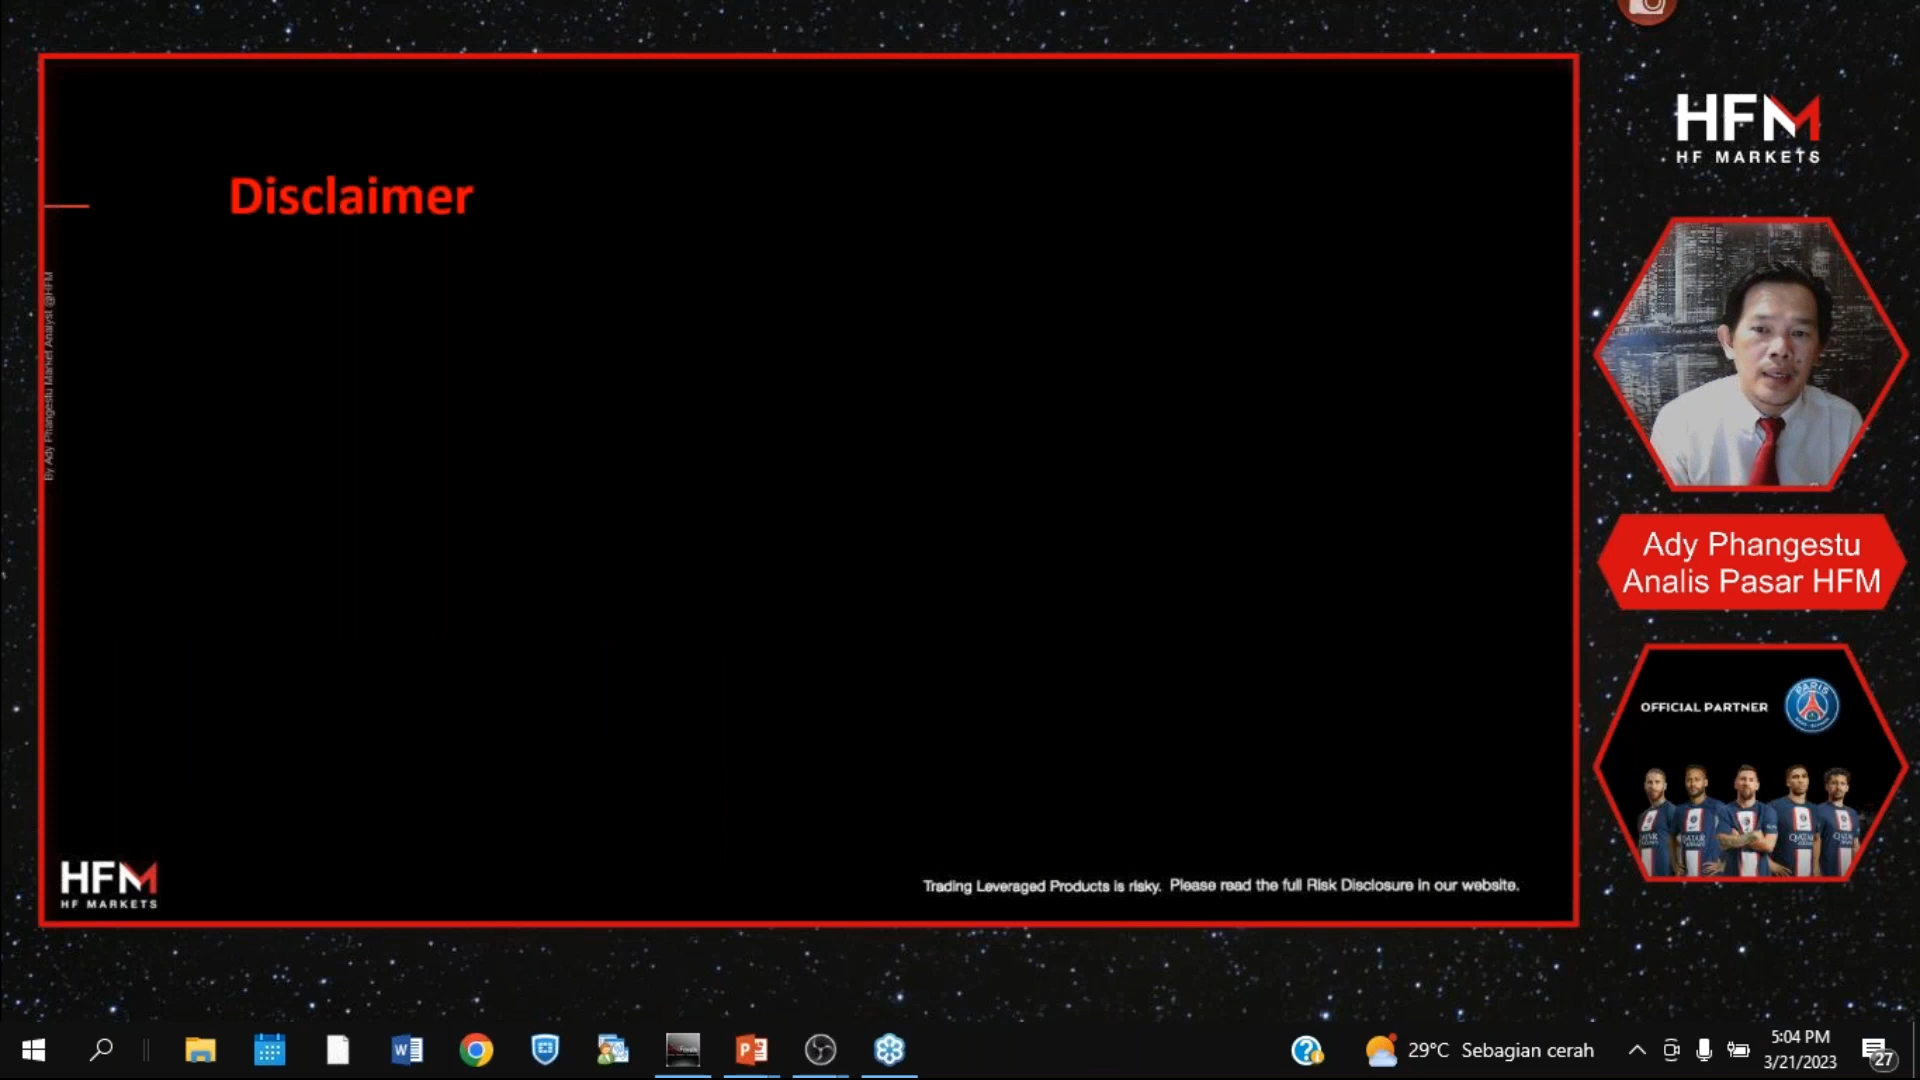 HFM
HF MARKETS
Disclaimer
By Ady Phangestu Market Analyst @HFM
Ady Phangestu
Analis Pasar HFM
OFFICIAL PARTNER
PARIS
HFM
HF MARKETS
Trading Leveraged Products is risky. Please read the full Risk Disclosure in our website.
29°C Sebagian cerah
5:04 PM
3/21/2023
27